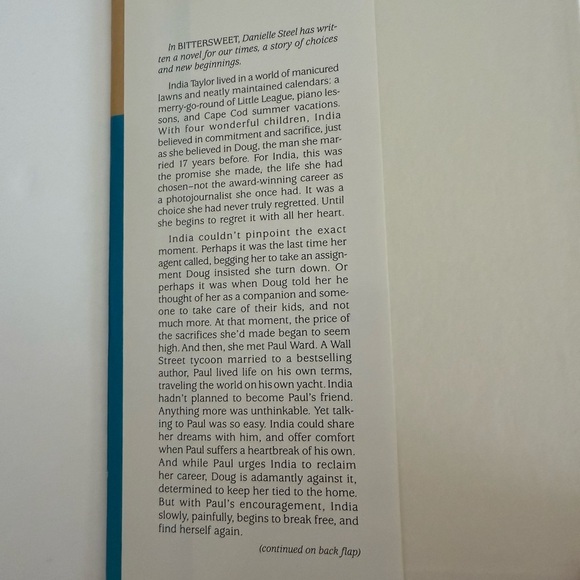 In BITTERSWEET, Danielle Steel has writ-
ten a novel for our times, a story of choices
and new beginnings.
India Taylor lived in a world of manicured
lawns and neatly maintained calendars: a
merry-go-round of Little League, piano les-
sons, and Cape Cod summer vacations.
With four wonderful children, India
believed in commitment and sacrifice, just
as she believed in Doug, the man she mar-
ried 17 years before. For India, this was
the promise she made, the life she had
chosen–not the award-winning career as
a photojournalist she once had. It was a
choice she had never truly regretted. Until
she begins to regret it with all her heart.
India couldn't pinpoint the exact
moment. Perhaps it was the last time her
agent called, begging her to take an assign-
ment Doug insisted she turn down. Or
perhaps it was when Doug told her he
thought of her as a companion and some-
one to take care of their kids, and not
much more. At that moment, the price of
the sacrifices she'd made began to seem
high. And then, she met Paul Ward. A Wall
Street tycoon married to a bestselling
author, Paul lived life on his own terms,
traveling the world on his own yacht. India
hadn't planned to become Paul's friend.
Anything more was unthinkable. Yet talk-
ing to Paul was so easy. India could share
her dreams with him, and offer comfort
when Paul suffers a heartbreak of his own.
And while Paul urges India to reclaim
her career, Doug is adamantly against it,
determined to keep her tied to the home.
But with Paul's encouragement, India
slowly, painfully, begins to break free, and
find herself again.
(continued on back flap)